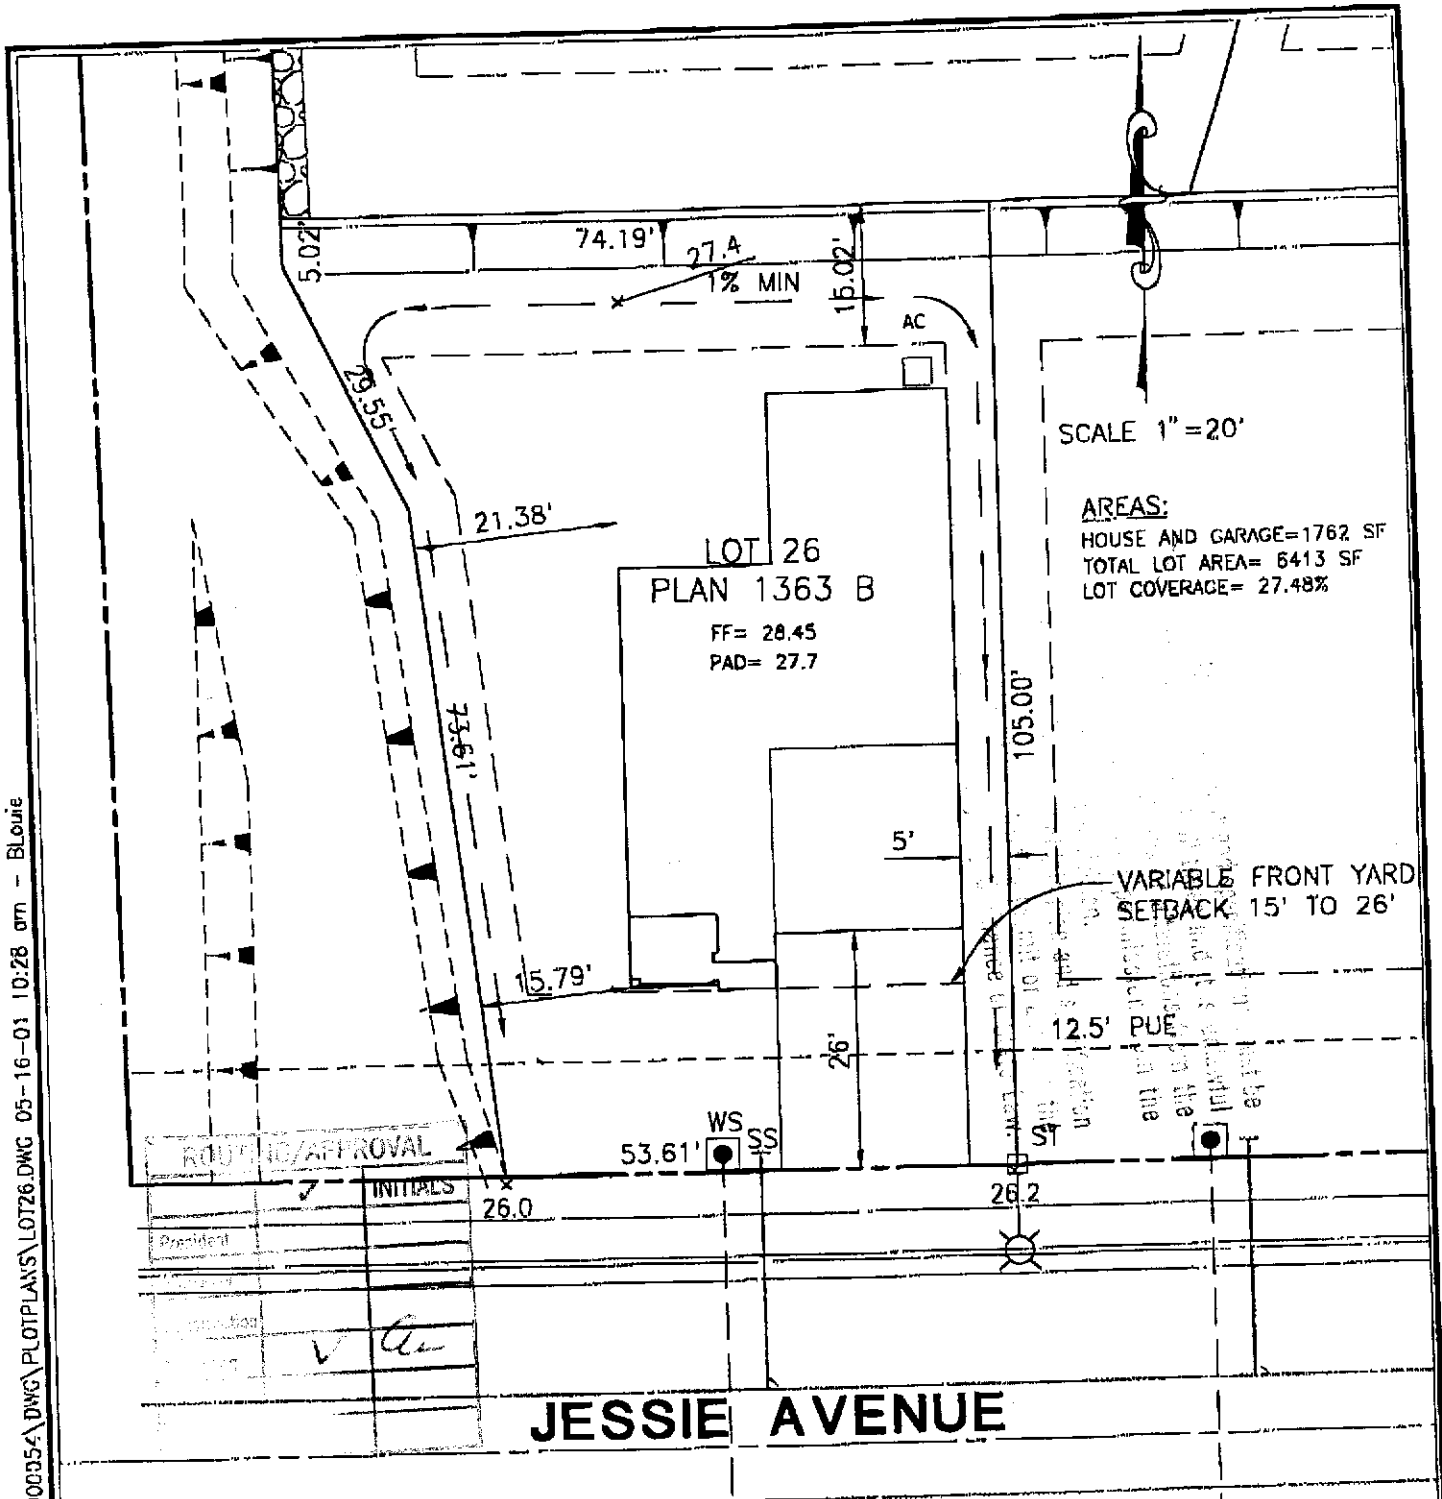 5.02'
74.19'
27.4
1% MIN
15.02'
AC
29.55'
SCALE 1"=20'
21.38'
LOT 26
PLAN 1363 B
FF= 28.45
PAD= 27.7
AREAS:
HOUSE AND GARAGE=1762 SF
TOTAL LOT AREA= 6413 SF
LOT COVERAGE= 27.48%
73.61'
105.00'
5'
VARIABLE FRONT YARD
SETBACK 15' TO 26'
15.79'
26'
12.5' PUE
WS
SS
53.61'
ST
26.0
26.2
ROUTING/APPROVAL
INITIALS
President
JESSIE AVENUE
\DWG\PLOTPLANS\LOT26.DWG 05-16-01 10:28 am - BLouie